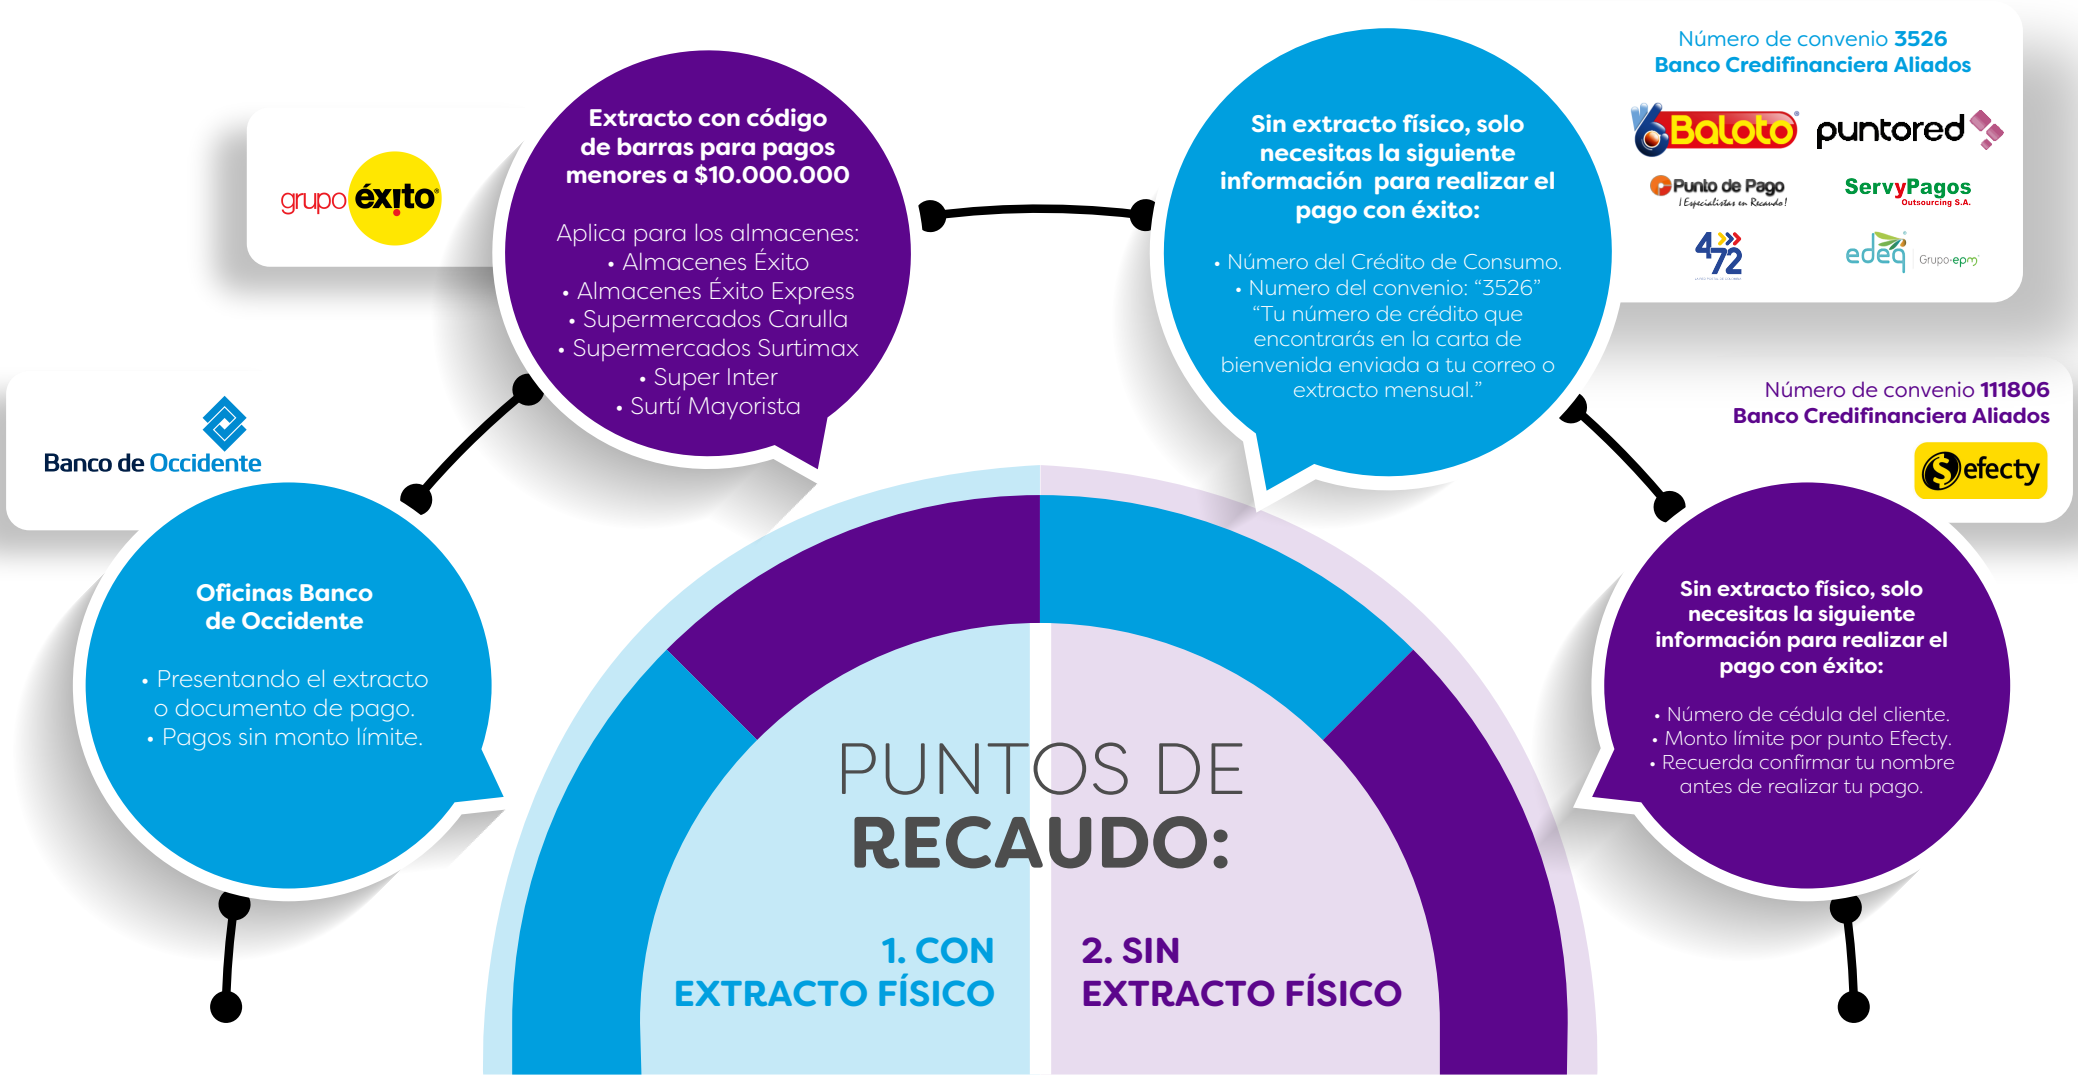 Banco de Occidente
Oficinas Banco
de Occidente
• Presentando el extracto
o documento de pago.
• Pagos sin monto límite.
grupo éxito
Extracto con código
de barras para pagos
menores a $10.000.000
Aplica para los almacenes:
• Almacenes Éxito
• Almacenes Éxito Express
• Supermercados Carulla
• Supermercados Surtimax
• Super Inter
• Surtí Mayorista
Sin extracto físico, solo
necesitas la siguiente
información para realizar el
pago con éxito:
• Número del Crédito de Consumo.
• Numero del convenio: “3526”
“Tu número de crédito que
encontrarás en la carta de
bienvenida enviada a tu correo o
extracto mensual.”
Número de convenio 3526
Banco Credifinanciera Aliados
Baloto
puntored
Punto de Pago
¡Especialistas en Recaudo!
ServyPagos
Outsourcing S.A.
472
edeq Grupo·epm
Número de convenio 111806
Banco Credifinanciera Aliados
$ efecty
Sin extracto físico, solo
necesitas la siguiente
información para realizar el
pago con éxito:
• Número de cédula del cliente.
• Monto límite por punto Efecty.
• Recuerda confirmar tu nombre
antes de realizar tu pago.
PUNTOS DE
RECAUDO:
1. CON
EXTRACTO FÍSICO
2. SIN
EXTRACTO FÍSICO